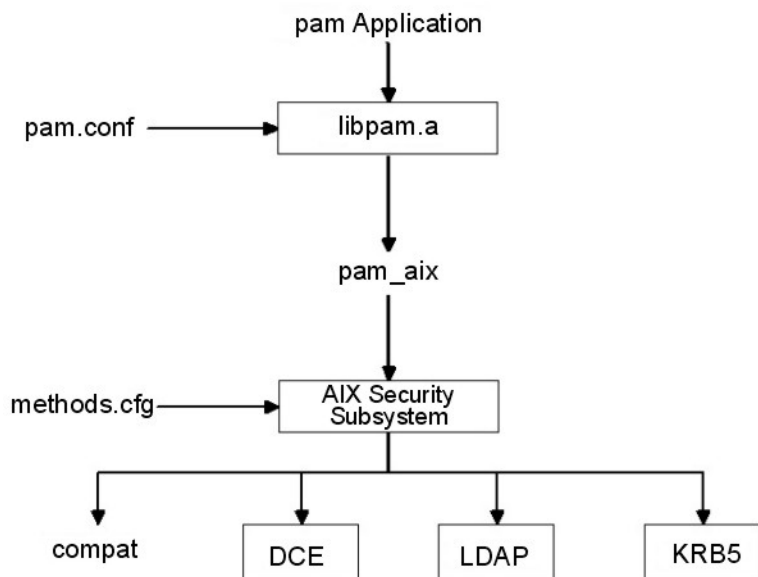 pam Application
pam.conf
libpam.a
pam_aix
methods.cfg
AIX Security
Subsystem
compat
DCE
LDAP
KRB5